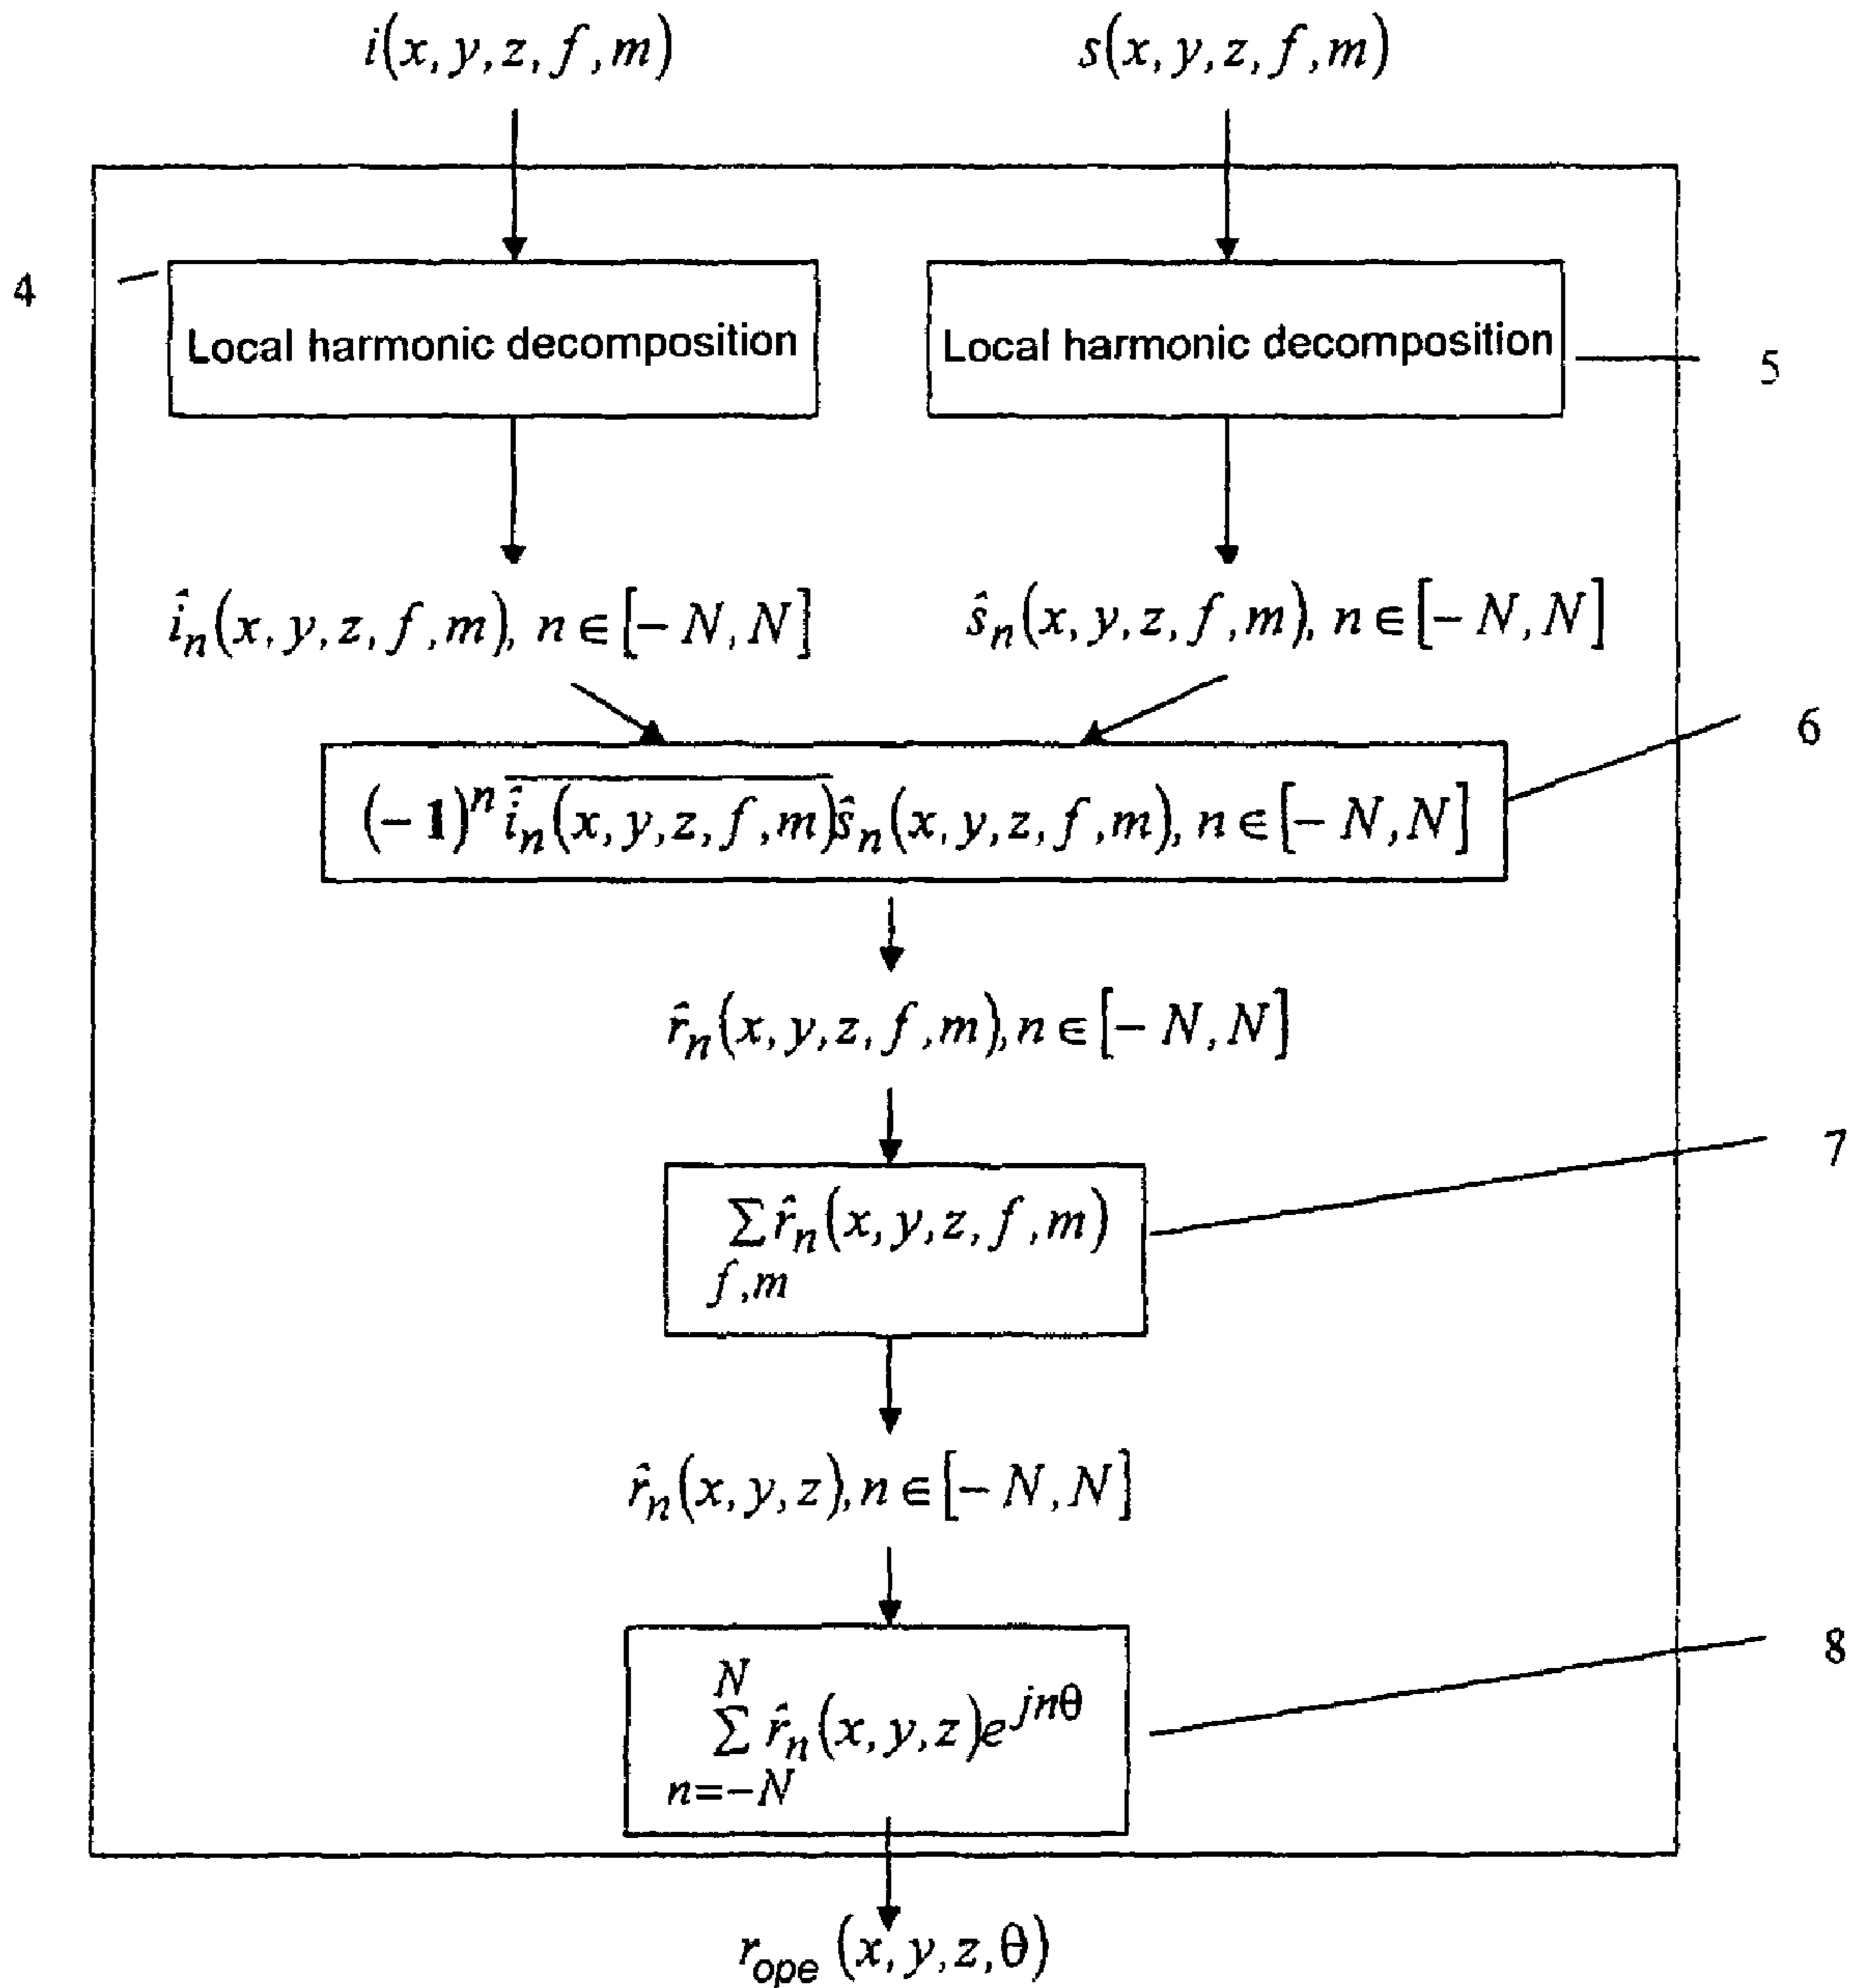 i(x, y, z, f, m)
s(x, y, z, f, m)
4
Local harmonic decomposition
Local harmonic decomposition
5
î_n(x, y, z, f, m), n ∈ [− N, N]
ŝ_n(x, y, z, f, m), n ∈ [− N, N]
6
(−1)^n \overline{î_n(x, y, z, f, m)}ŝ_n(x, y, z, f, m), n ∈ [− N, N]
r̂_n(x, y, z, f, m), n ∈ [− N, N]
7
∑ r̂_n(x, y, z, f, m)
f, m
r̂_n(x, y, z), n ∈ [− N, N]
8
N
∑ r̂_n(x, y, z)e^{jnθ}
n=−N
r_ope (x, y, z, θ)